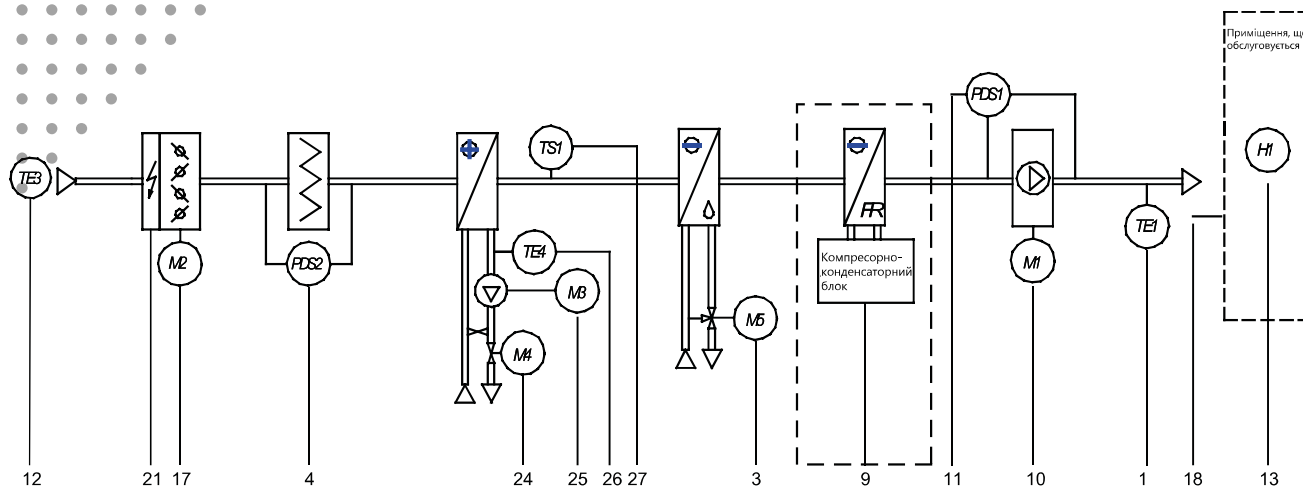 Приміщення, що
обслуговується
PDS1
TE3
TS1
H1
FR
TE1
M2
PDS2
TE4
Компресорно-
конденсаторний
блок
M1
M3
M5
M4
12
21
17
4
24
25
26
27
3
9
11
10
1
18
13